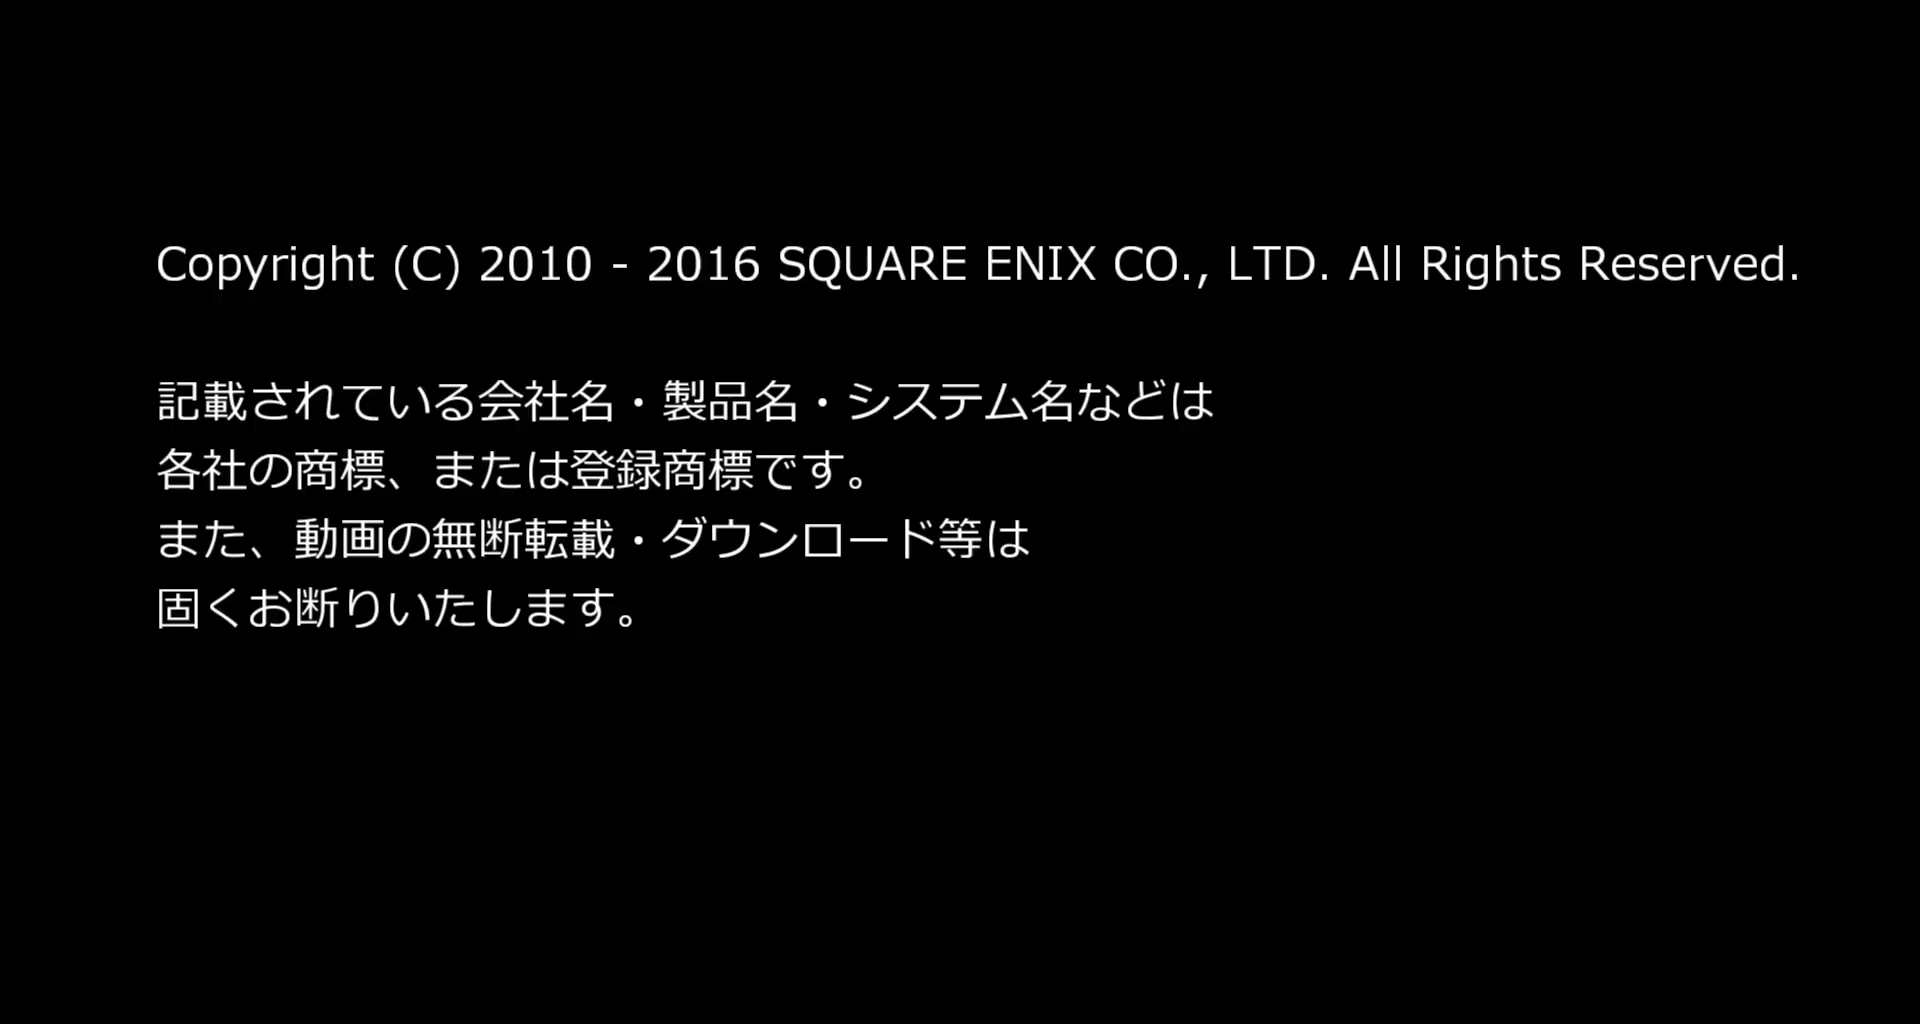 Copyright (C) 2010 - 2016 SQUARE ENIX CO., LTD. All Rights Reserved.
記載されている会社名・製品名・システム名などは
各社の商標、または登録商標です。
また、動画の無断転載・ダウンロード等は
固くお断りいたします。